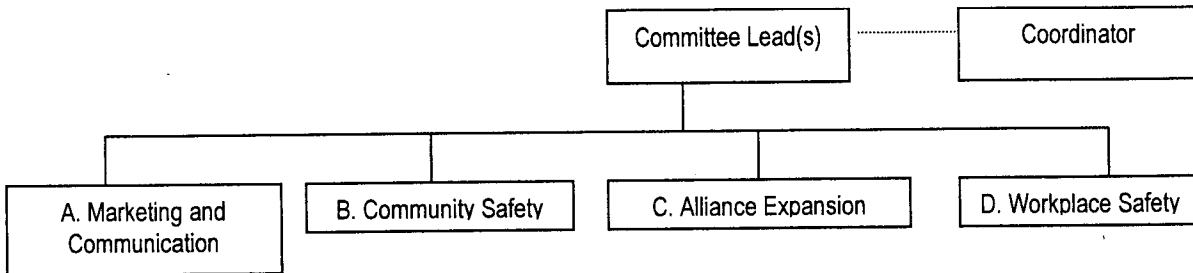 Committee Lead(s)
Coordinator
A. Marketing and
Communication
B. Community Safety
C. Alliance Expansion
D. Workplace Safety